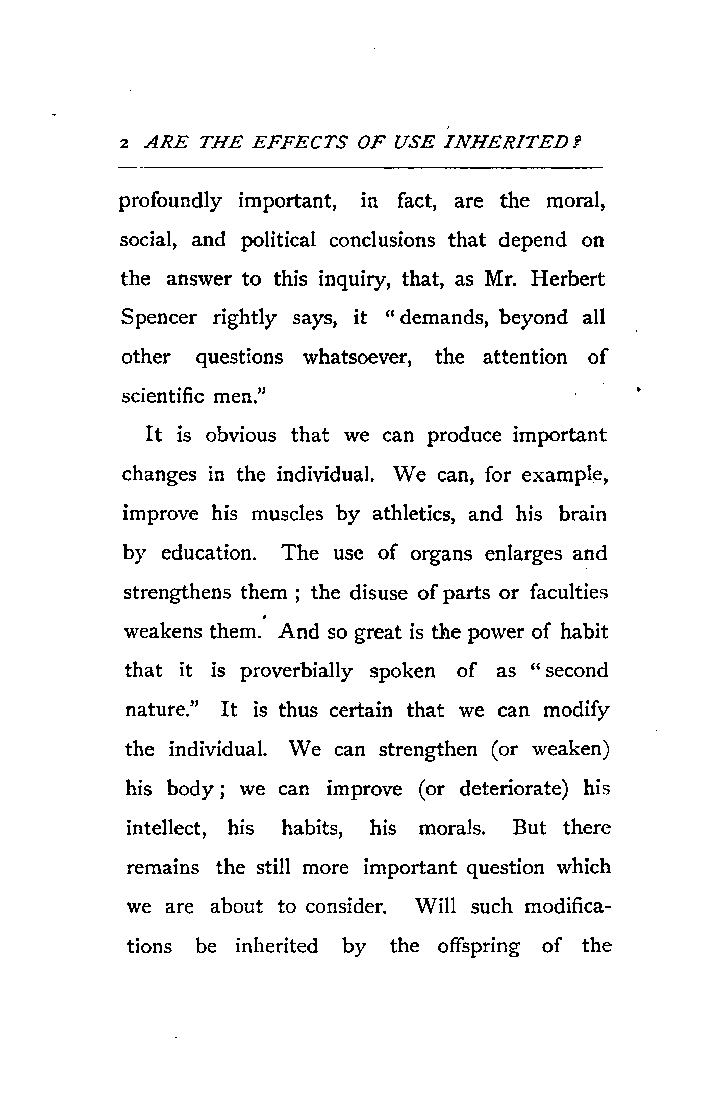 2 ARE THE EFFECTS OF USE INHERITED?
profoundly important, in fact, are the moral,
social, and political conclusions that depend on
the answer to this inquiry, that, as Mr. Herbert
Spencer rightly says, it “demands, beyond all
other questions whatsoever, the attention of
scientific men.”
It is obvious that we can produce important
changes in the individual. We can, for example,
improve his muscles by athletics, and his brain
by education. The use of organs enlarges and
strengthens them ; the disuse of parts or faculties
weakens them. And so great is the power of habit
that it is proverbially spoken of as “second
nature.” It is thus certain that we can modify
the individual. We can strengthen (or weaken)
his body ; we can improve (or deteriorate) his
intellect, his habits, his morals. But there
remains the still more important question which
we are about to consider. Will such modifica-
tions be inherited by the offspring of the